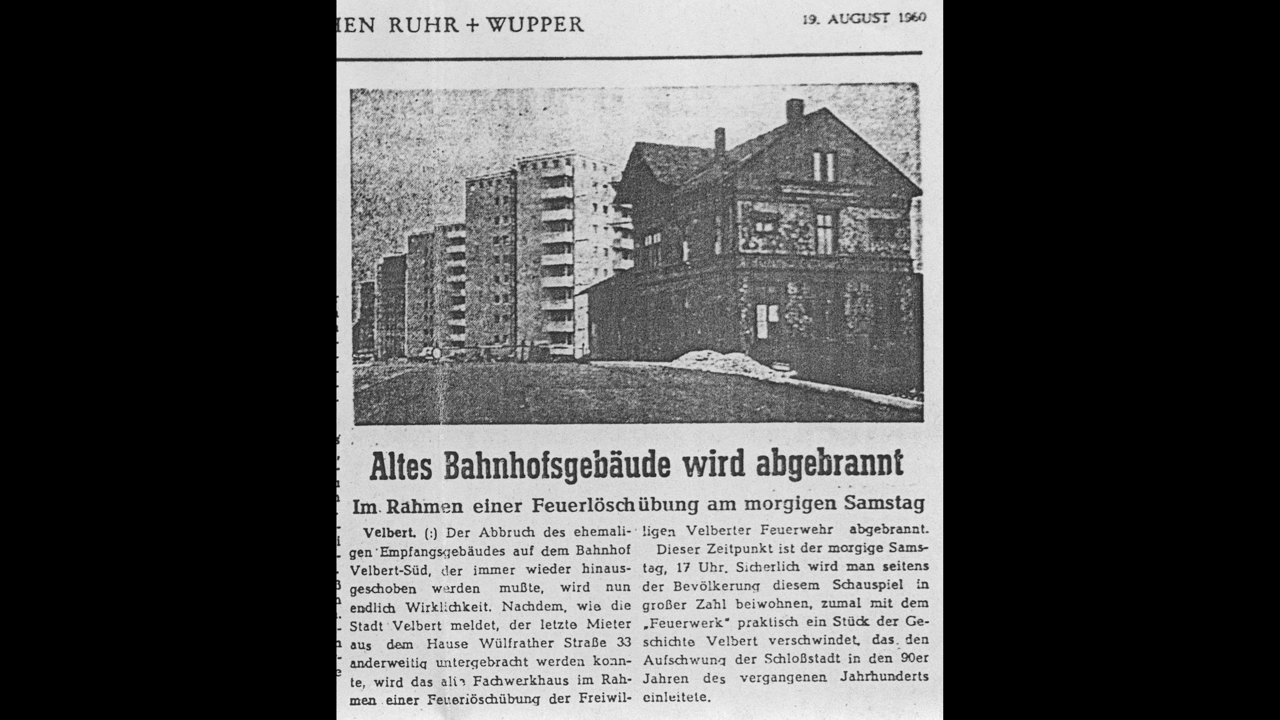 HEN RUHR + WUPPER
19. AUGUST 1960
Altes Bahnhofsgebäude wird abgebrannt
Im Rahmen einer Feuerlöschübung am morgigen Samstag
Velbert. (:) Der Abbruch des ehemali-
gen Empfangsgebäudes auf dem Bahnhof
Velbert-Süd, der immer wieder hinaus-
geschoben werden mußte, wird nun
endlich Wirklichkeit. Nachdem, wie die
Stadt Velbert meldet, der letzte Mieter
aus dem Hause Wülfrather Straße 33
anderweitig untergebracht werden konn-
te, wird das alte Fachwerkhaus im Rah-
men einer Feuerlöschübung der Freiwil-
ligen Velberter Feuerwehr abgebrannt.
Dieser Zeitpunkt ist der morgige Sams-
tag, 17 Uhr. Sicherlich wird man seitens
der Bevölkerung diesem Schauspiel in
großer Zahl beiwohnen, zumal mit dem
„Feuerwerk" praktisch ein Stück der Ge-
schichte Velbert verschwindet, das den
Aufschwung der Schloßstadt in den 90er
Jahren des vergangenen Jahrhunderts
einleitete.